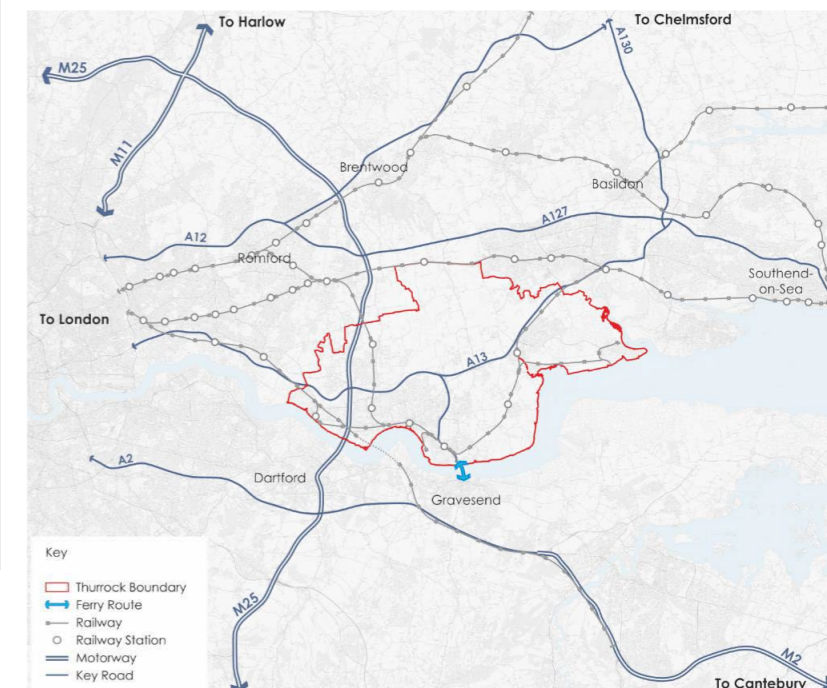 To Harlow
To Chelmsford
M25
A130
M11
Brentwood
Basildon
A127
A12
Romford
Southend-
on-Sea
To London
A13
A2
Dartford
Gravesend
Key
Thurrock Boundary
Ferry Route
Railway
Railway Station
Motorway
Key Road
M25
M2
To Cantebury